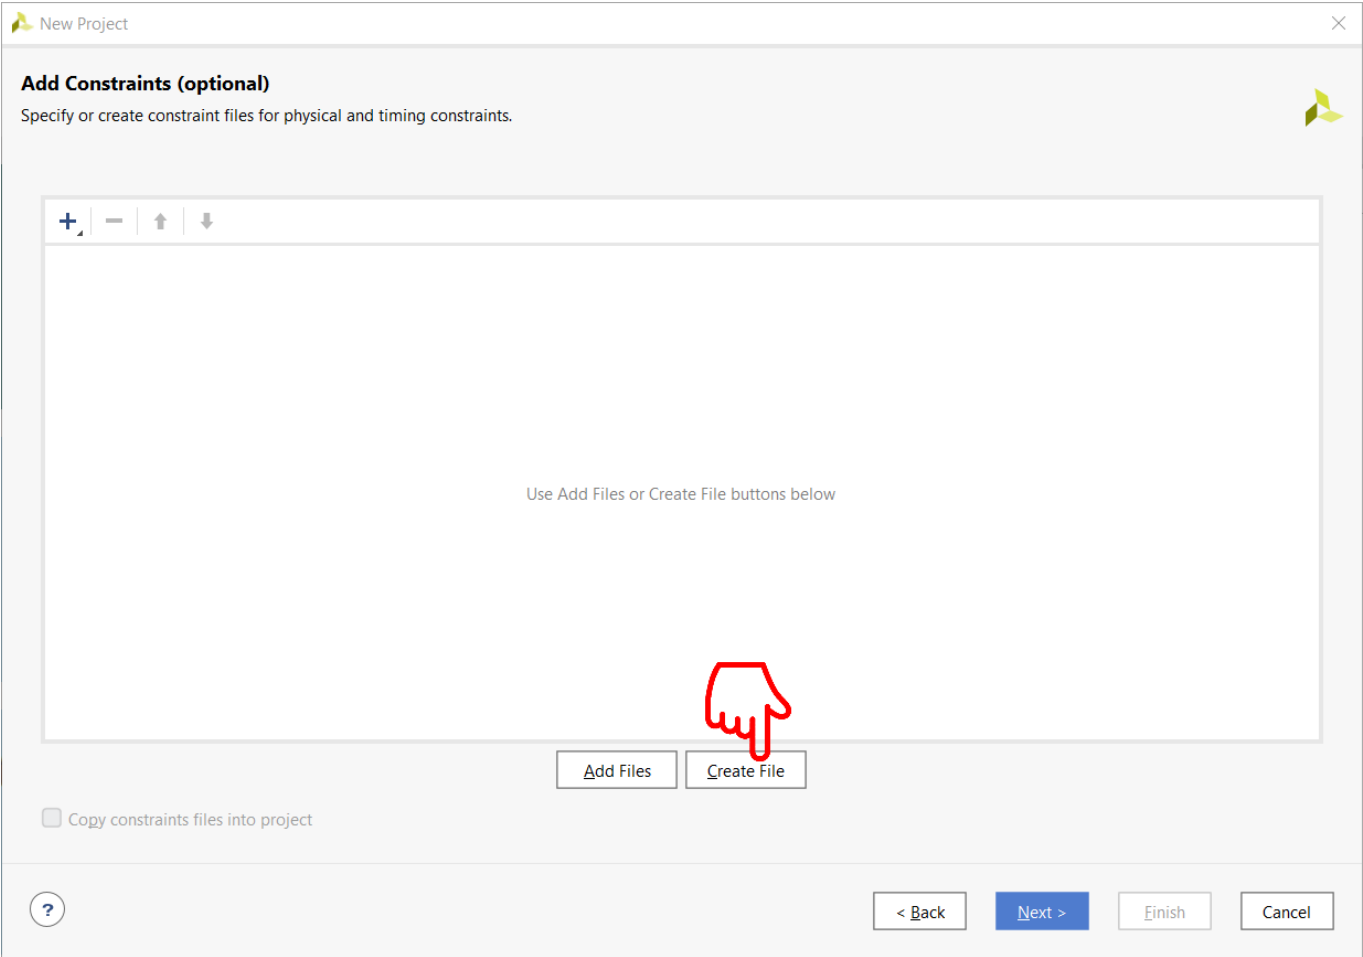 New Project
Add Constraints (optional)
Specify or create constraint files for physical and timing constraints.
Use Add Files or Create File buttons below
Add Files
Create File
Copy constraints files into project
?
< Back
Next >
Finish
Cancel